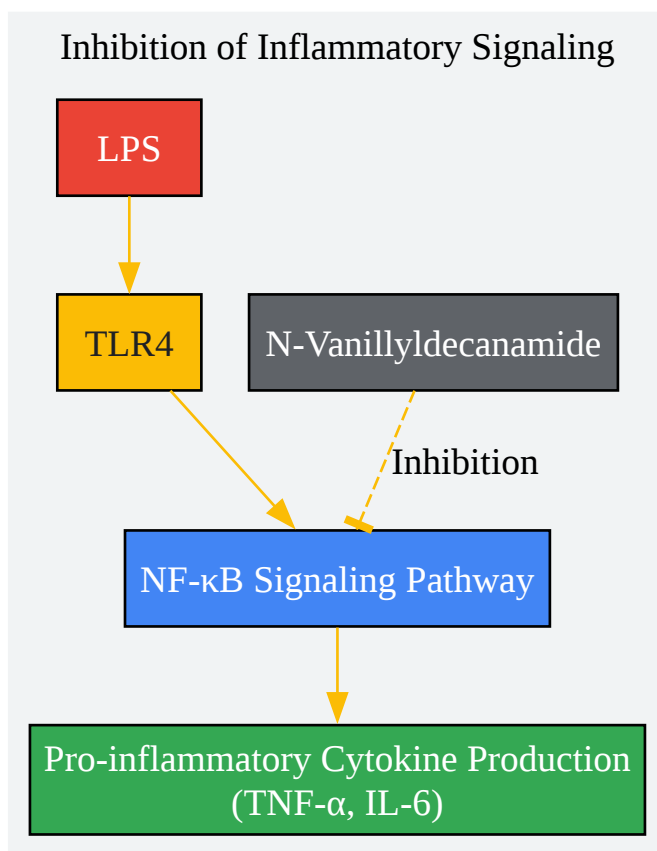 Inhibition of Inflammatory Signaling
LPS
TLR4
N-Vanillyldecanamide
Inhibition
NF-κB Signaling Pathway
Pro-inflammatory Cytokine Production
(TNF-α, IL-6)